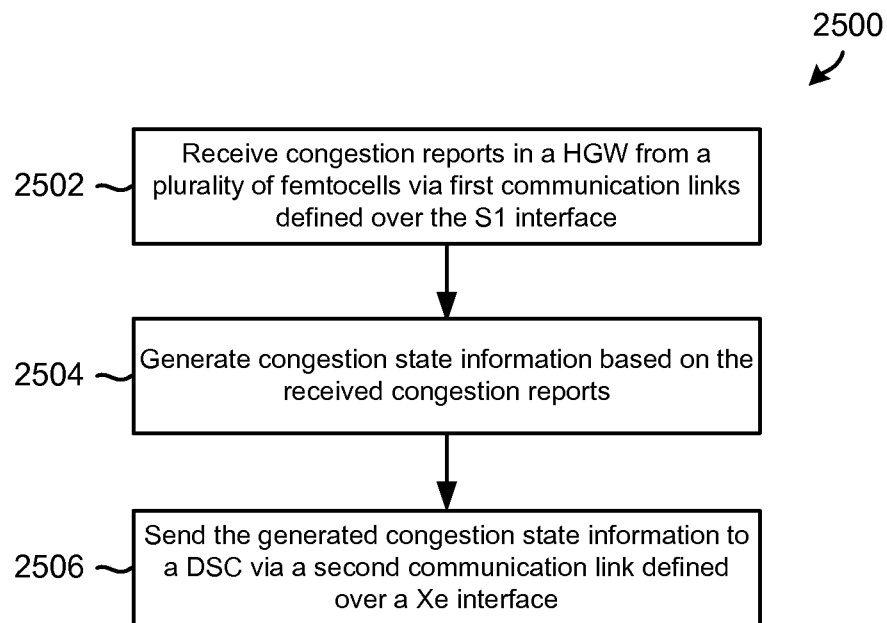 2500
2502
Receive congestion reports in a HGW from a
plurality of femtocells via first communication links
defined over the S1 interface
2504
Generate congestion state information based on the
received congestion reports
2506
Send the generated congestion state information to
a DSC via a second communication link defined
over a Xe interface